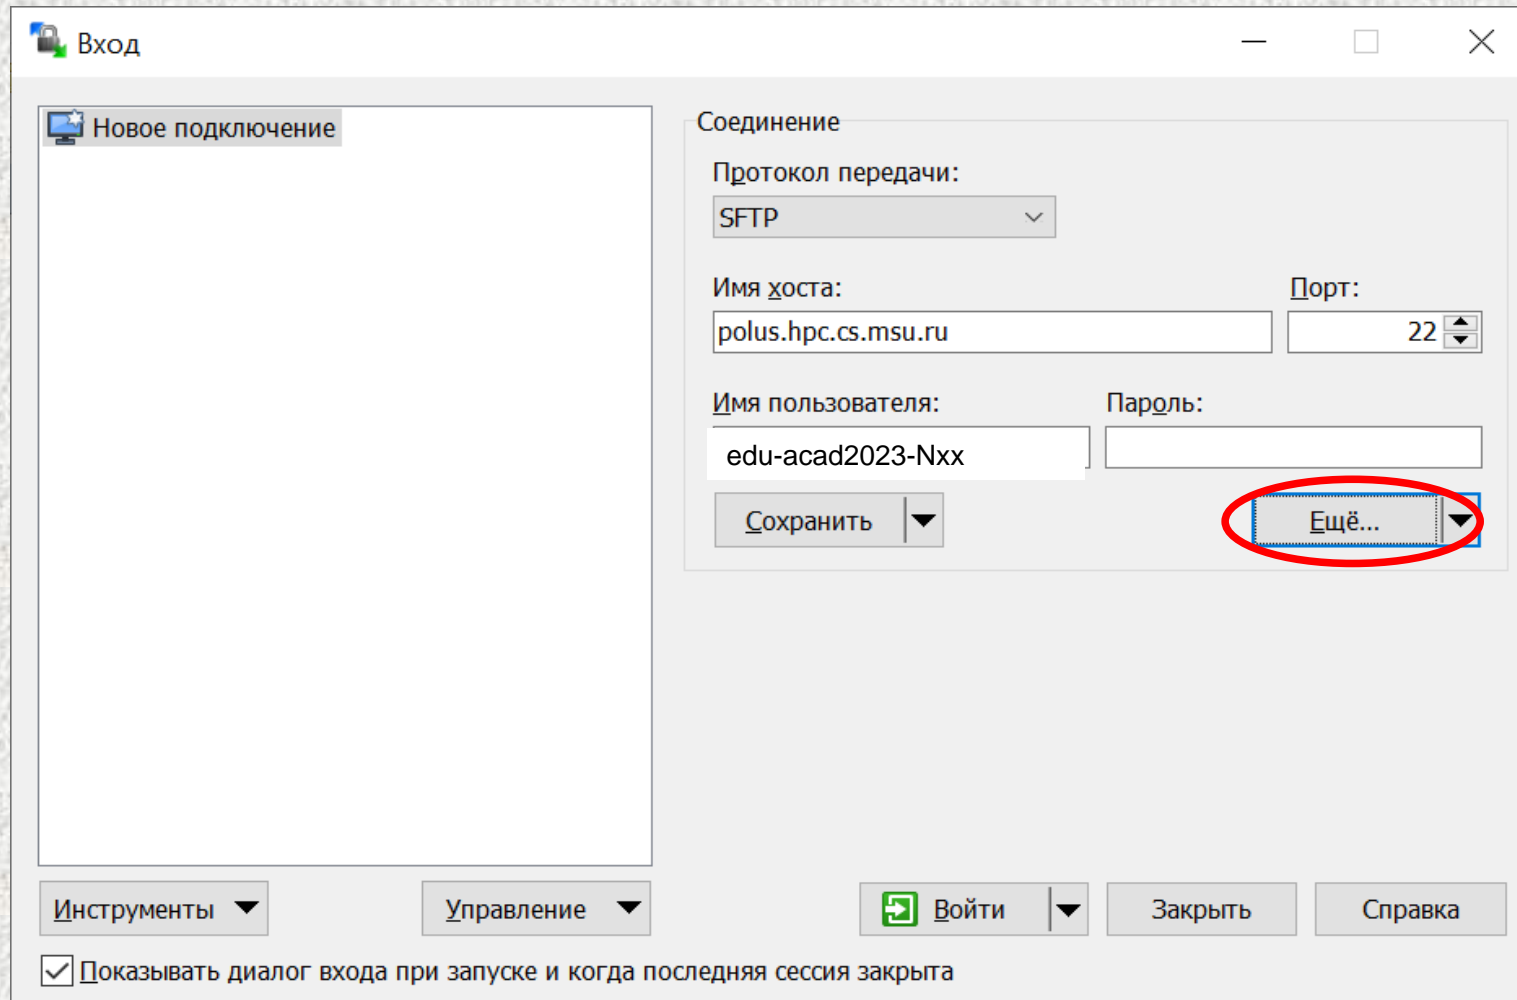 Вход
Новое подключение
Соединение
Протокол передачи:
SFTP
Имя хоста:
Порт:
polus.hpc.cs.msu.ru
22
Имя пользователя:
Пароль:
edu-acad2023-Nxx
Сохранить
Ещё...
Инструменты
Управление
Войти
Закрыть
Справка
Показывать диалог входа при запуске и когда последняя сессия закрыта